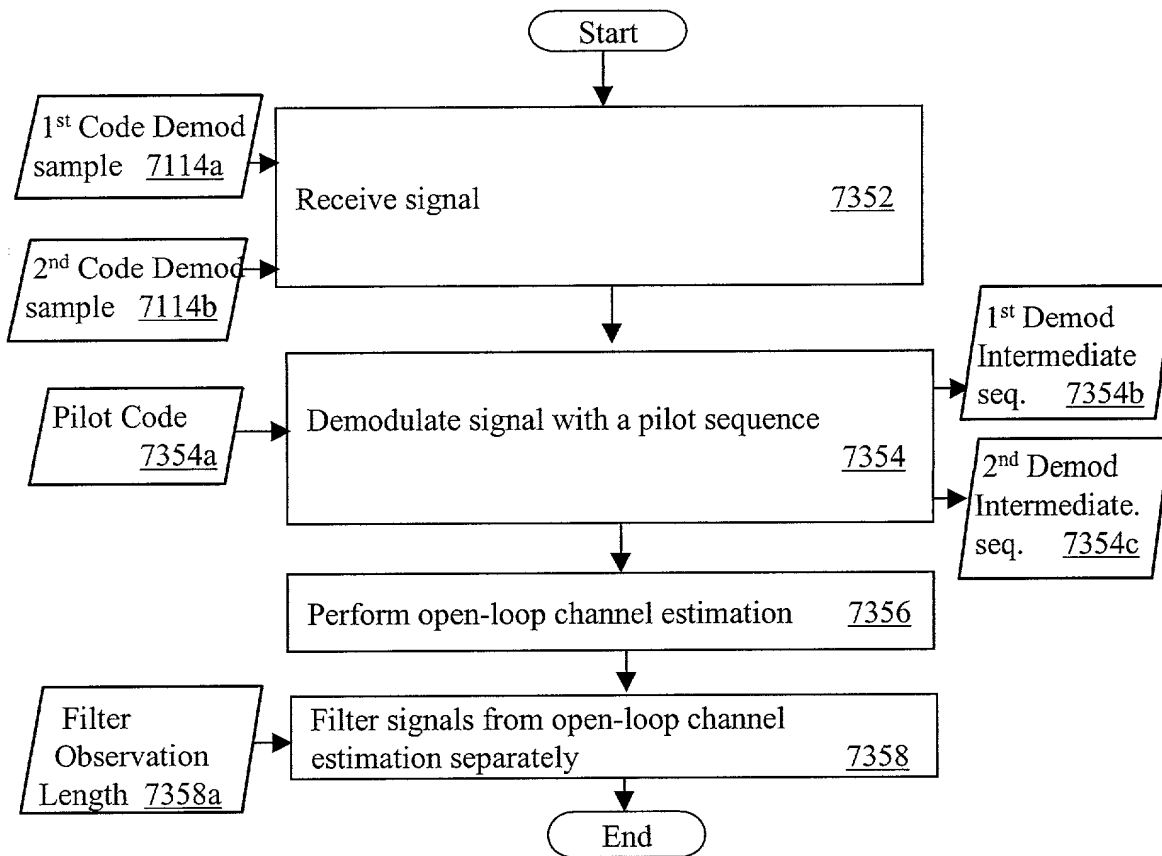 Start
1st Code Demod
sample 7114a
Receive signal 7352
2nd Code Demod
sample 7114b
1st Demod
Intermediate
seq. 7354b
Pilot Code
7354a
Demodulate signal with a pilot sequence
7354
2nd Demod
Intermediate.
seq. 7354c
Perform open-loop channel estimation 7356
Filter
Observation
Length 7358a
Filter signals from open-loop channel
estimation separately 7358
End